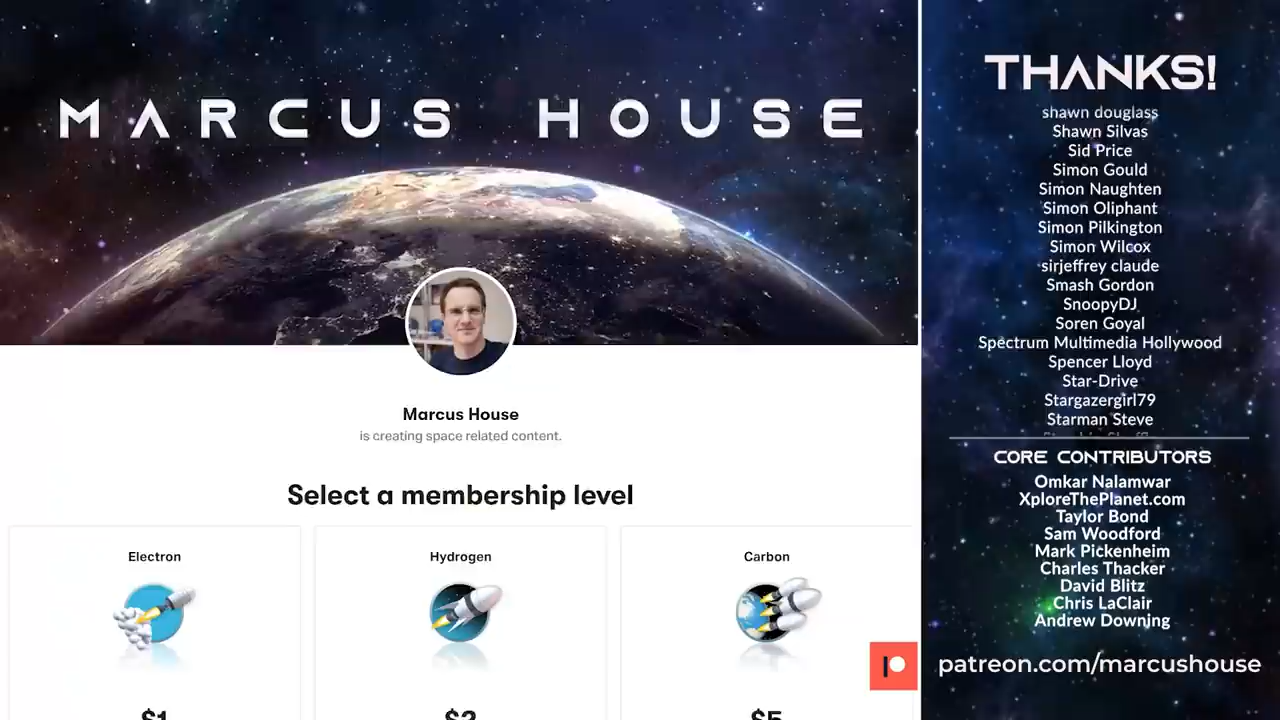 MARCUS HOUSE
Marcus House
is creating space related content.
Select a membership level
Electron
Hydrogen
Carbon
$1
$2
$5
THANKS!
shawn douglass
Shawn Silvas
Sid Price
Simon Gould
Simon Naughten
Simon Oliphant
Simon Pilkington
Simon Wilcox
sirjeffrey claude
Smash Gordon
SnoopyDJ
Soren Goyal
Spectrum Multimedia Hollywood
Spencer Lloyd
Star-Drive
Stargazergirl79
Starman Steve
CORE CONTRIBUTORS
Omkar Nalamwar
XploreThePlanet.com
Taylor Bond
Sam Woodford
Mark Pickenheim
Charles Thacker
David Blitz
Chris LaClair
Andrew Downing
patreon.com/marcushouse